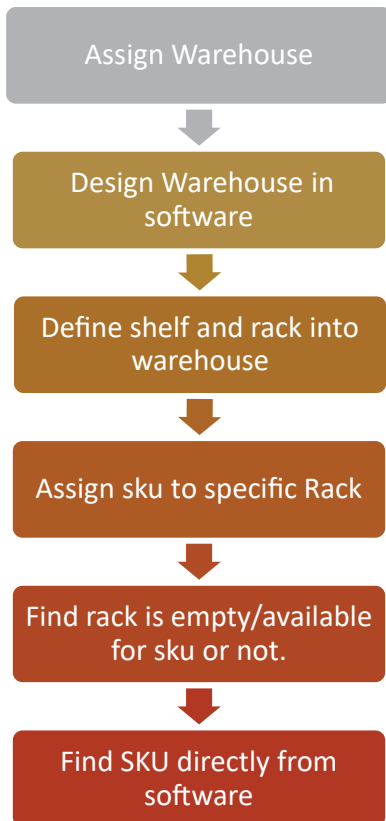 Assign Warehouse
Design Warehouse in
software
Define shelf and rack into
warehouse
Assign sku to specific Rack
Find rack is empty/available
for sku or not.
Find SKU directly from
software